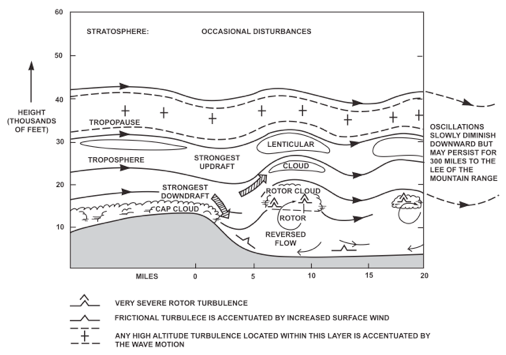 60
STRATOSPHERE: OCCASIONAL DISTURBANCES
50
40
HEIGHT
(THOUSANDS
OF FEET)
TROPOPAUSE
30
LENTICULAR
TROPOSPHERE
STRONGEST
UPDRAFT
CLOUD
OSCILLATIONS
SLOWLY DIMINISH
DOWNWARD BUT
MAY PERSIST FOR
300 MILES TO THE
LEE OF THE
MOUNTAIN RANGE
20
STRONGEST
DOWNDRAFT
ROTOR CLOUD
CAP CLOUD
ROTOR
10
REVERSED
FLOW
MILES 0 5 10 15 20
VERY SEVERE ROTOR TURBULENCE
FRICTIONAL TURBULECE IS ACCENTUATED BY INCREASED SURFACE WIND
ANY HIGH ALTITUDE TURBULENCE LOCATED WITHIN THIS LAYER IS ACCENTUATED BY
THE WAVE MOTION